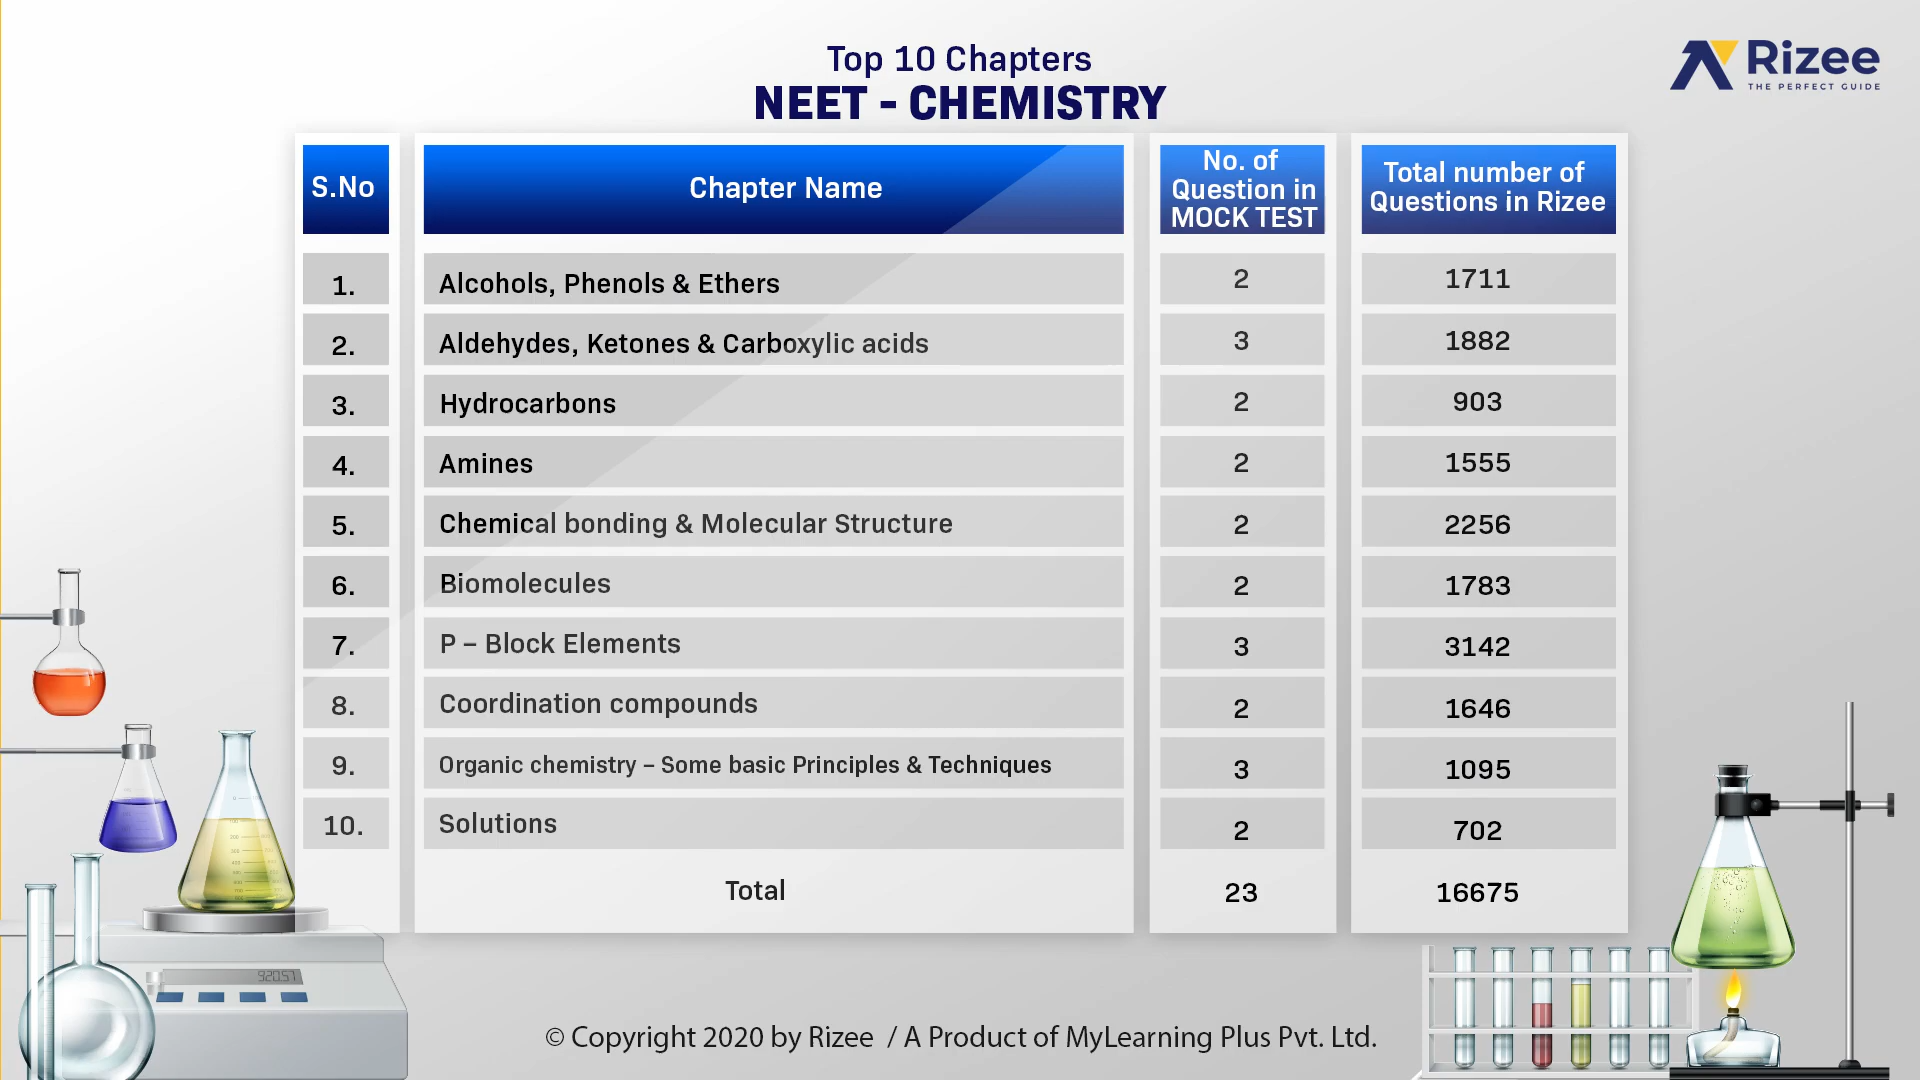 Top 10 Chapters
NEET - CHEMISTRY
Rizee
THE PERFECT GUIDE
S.No
Chapter Name
No. of
Question in
MOCK TEST
Total number of
Questions in Rizee
1. Alcohols, Phenols & Ethers 2 1711
2. Aldehydes, Ketones & Carboxylic acids 3 1882
3. Hydrocarbons 2 903
4. Amines 2 1555
5. Chemical bonding & Molecular Structure 2 2256
6. Biomolecules 2 1783
7. P – Block Elements 3 3142
8. Coordination compounds 2 1646
9. Organic chemistry – Some basic Principles & Techniques 3 1095
10. Solutions 2 702
Total 23 16675
920.57
© Copyright 2020 by Rizee / A Product of MyLearning Plus Pvt. Ltd.